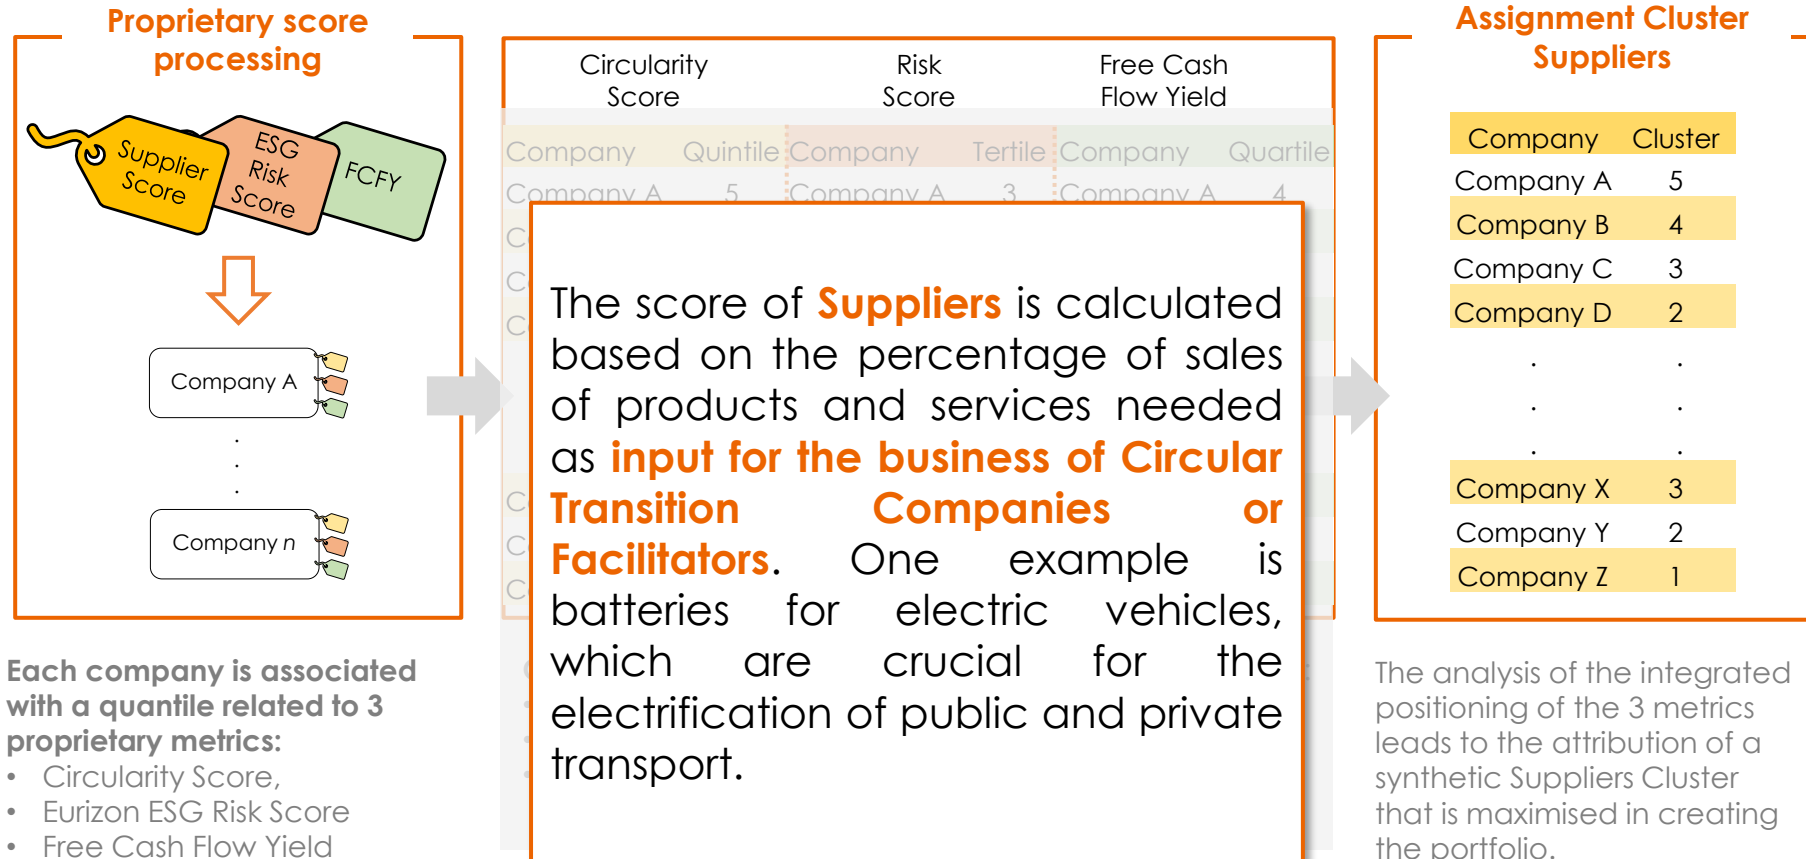 Proprietary score
processing
Supplier
Score
ESG
Risk
Score
FCFY
Company A
.
.
.
Company n
Each company is associated
with a quantile related to 3
proprietary metrics:
• Circularity Score,
• Eurizon ESG Risk Score
• Free Cash Flow Yield
Circularity
Score
Risk
Score
Free Cash
Flow Yield
Company Quintile Company Tertile Company Quartile
Company A 5 Company A 3 Company A 4
The score of Suppliers is calculated
based on the percentage of sales
of products and services needed
as input for the business of Circular
Transition Companies or
Facilitators. One example is
batteries for electric vehicles,
which are crucial for the
electrification of public and private
transport.
Assignment Cluster
Suppliers
Company Cluster
Company A 5
Company B 4
Company C 3
Company D 2
. .
. .
. .
Company X 3
Company Y 2
Company Z 1
The analysis of the integrated
positioning of the 3 metrics
leads to the attribution of a
synthetic Suppliers Cluster
that is maximised in creating
the portfolio.